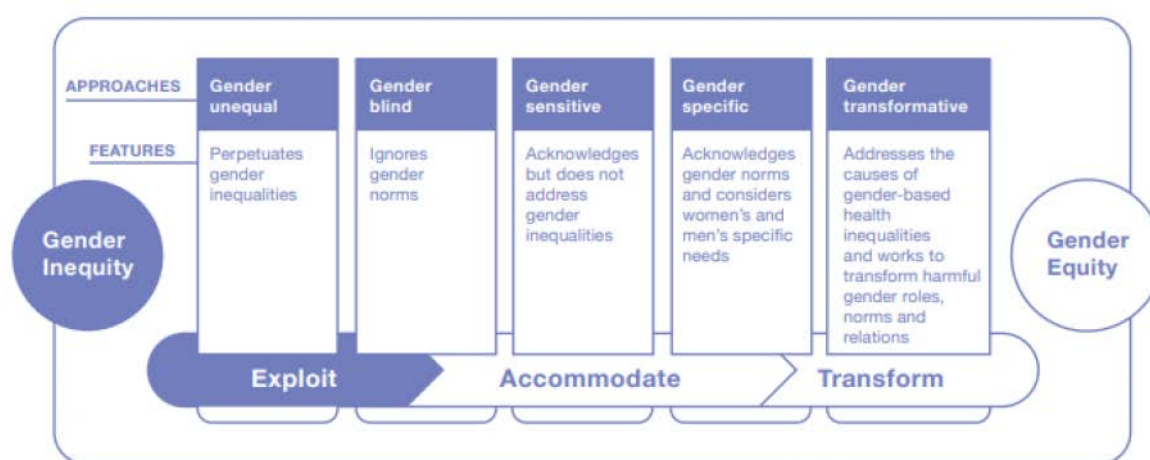 APPROACHES
Gender
unequal
Gender
blind
Gender
sensitive
Gender
specific
Gender
transformative
FEATURES
Perpetuates
gender
inequalities
Ignores
gender
norms
Acknowledges
but does not
address
gender
inequalities
Acknowledges
gender norms
and considers
women's and
men's specific
needs
Addresses the
causes of
gender-based
health
inequalities
and works to
transform harmful
gender roles,
norms and
relations
Gender
Inequity
Gender
Equity
Exploit
Accommodate
Transform